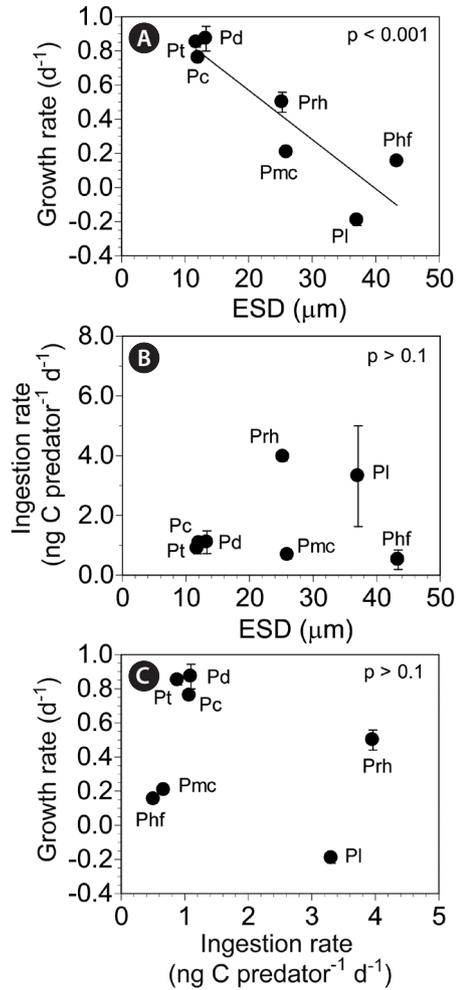 A
p < 0.001
Growth rate (d-1)
1.0
0.8
0.6
0.4
0.2
0.0
-0.2
-0.4
Pt
Pd
Pc
Prh
Pmc
Phf
Pl
0 10 20 30 40 50
ESD (μm)
B
p > 0.1
Ingestion rate
(ng C predator-1 d-1)
8.0
6.0
4.0
2.0
0.0
Prh
Pl
Pc
Pt
Pd
Pmc
Phf
0 10 20 30 40 50
ESD (μm)
C
p > 0.1
Growth rate (d-1)
1.0
0.8
0.6
0.4
0.2
0.0
-0.2
-0.4
Pt
Pd
Pc
Prh
Pmc
Phf
Pl
0 1 2 3 4 5
Ingestion rate
(ng C predator-1 d-1)